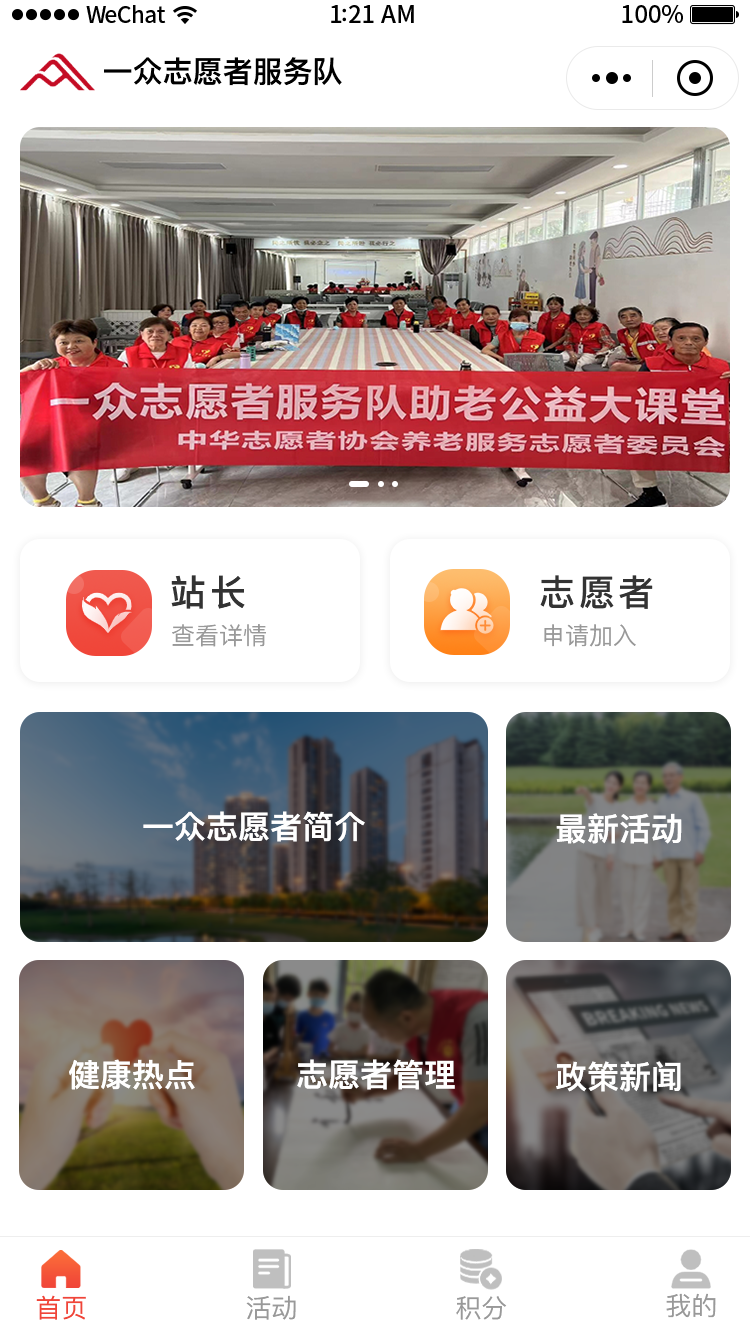 WeChat 1:21 AM 100%
一众志愿者服务队
一众志愿者服务队助老公益大课堂
中华志愿者协会养老服务志愿者委员会
站长
查看详情
志愿者
申请加入
一众志愿者简介
最新活动
健康热点
志愿者管理
BREAKING NEWS
政策新闻
首页
活动
积分
我的